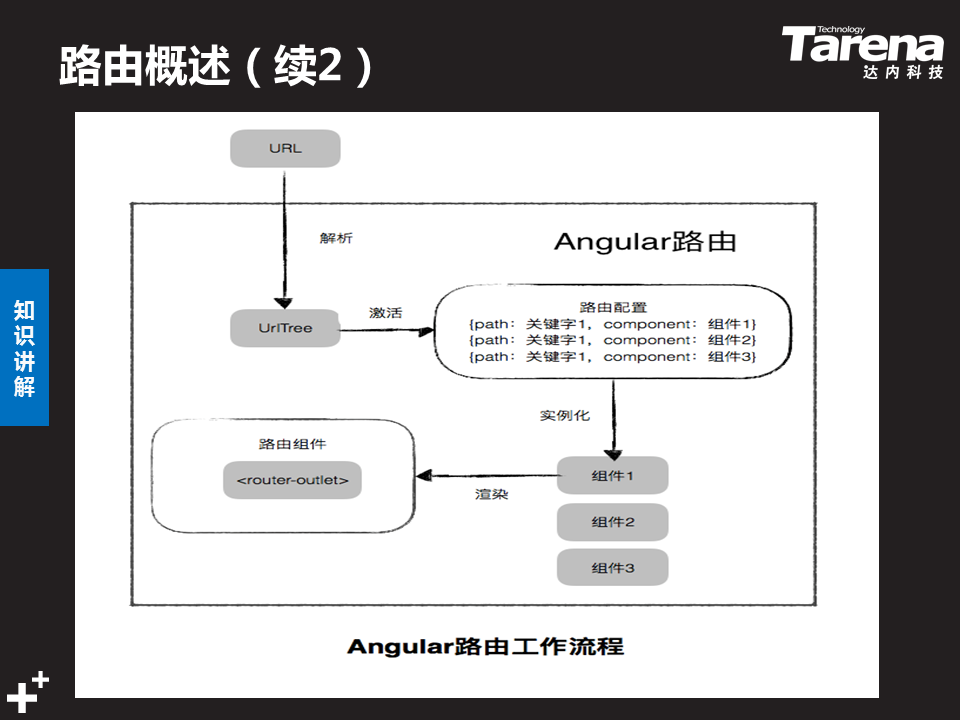 路由概述（续2）
Technology
Tarena
达内科技
知识讲解
URL
解析
Angular路由
UrlTree
激活
路由配置
{path：关键字1，component：组件1}
{path：关键字1，component：组件2}
{path：关键字1，component：组件3}
实例化
路由组件
<router-outlet>
渲染
组件1
组件2
组件3
Angular路由工作流程